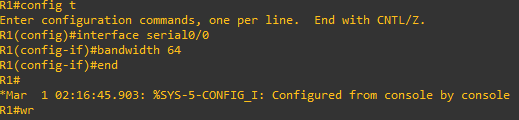 R1#config t
Enter configuration commands, one per line.  End with CNTL/Z.
R1(config)#interface serial0/0
R1(config-if)#bandwidth 64
R1(config-if)#end
R1#
*Mar  1 02:16:45.903: %SYS-5-CONFIG_I: Configured from console by console
R1#wr